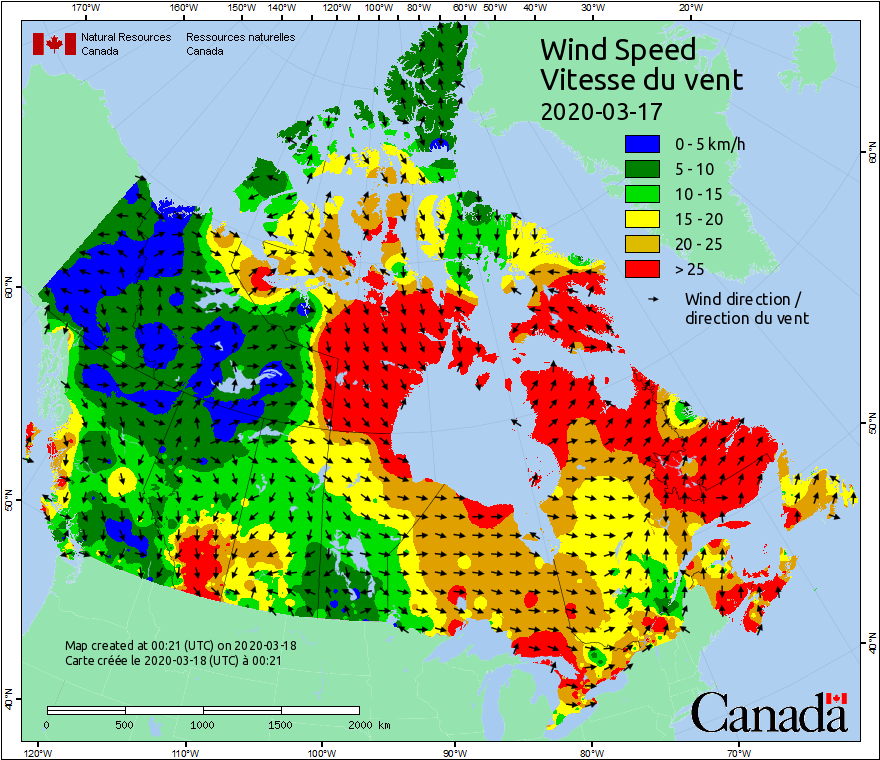 170°W 160°W 150°W 140°W 130°W 120°W 110°W 100°W 90°W 80°W 70°W 60°W 50°W 40°W 30°W 20°W
Natural Resources Ressources naturelles
Canada Canada
Wind Speed
Vitesse du vent
2020-03-17
0 - 5 km/h
5 - 10
10 - 15
15 - 20
20 - 25
> 25
Wind direction /
direction du vent
60°N
60°N
50°N
50°N
40°N
40°N
Map created at 00:21 (UTC) on 2020-03-18
Carte créée le 2020-03-18 (UTC) à 00:21
0 500 1000 1500 2000 km
Canada
120°W 110°W 100°W 90°W 80°W 70°W